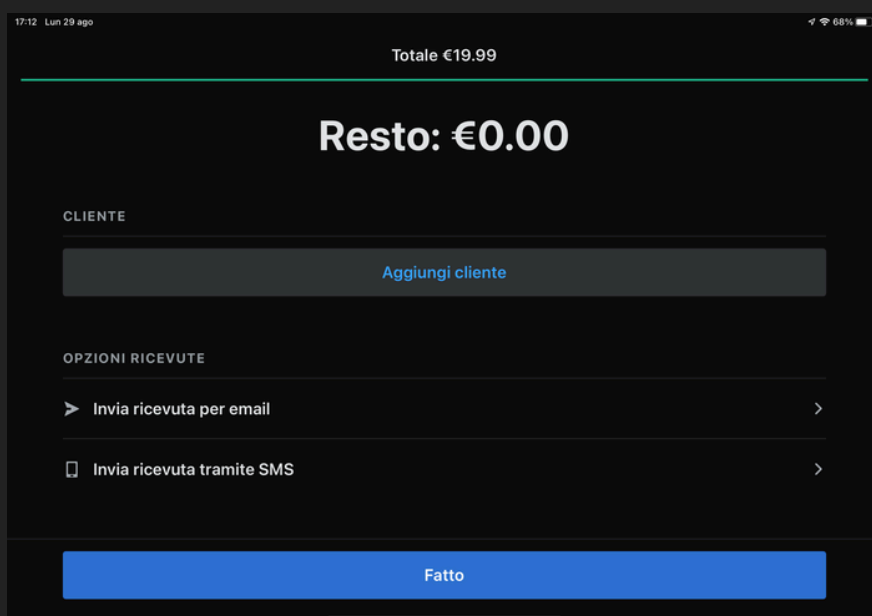 17:12 Lun 29 ago 68%
Totale €19.99
Resto: €0.00
CLIENTE
Aggiungi cliente
OPZIONI RICEVUTE
Invia ricevuta per email
Invia ricevuta tramite SMS
Fatto